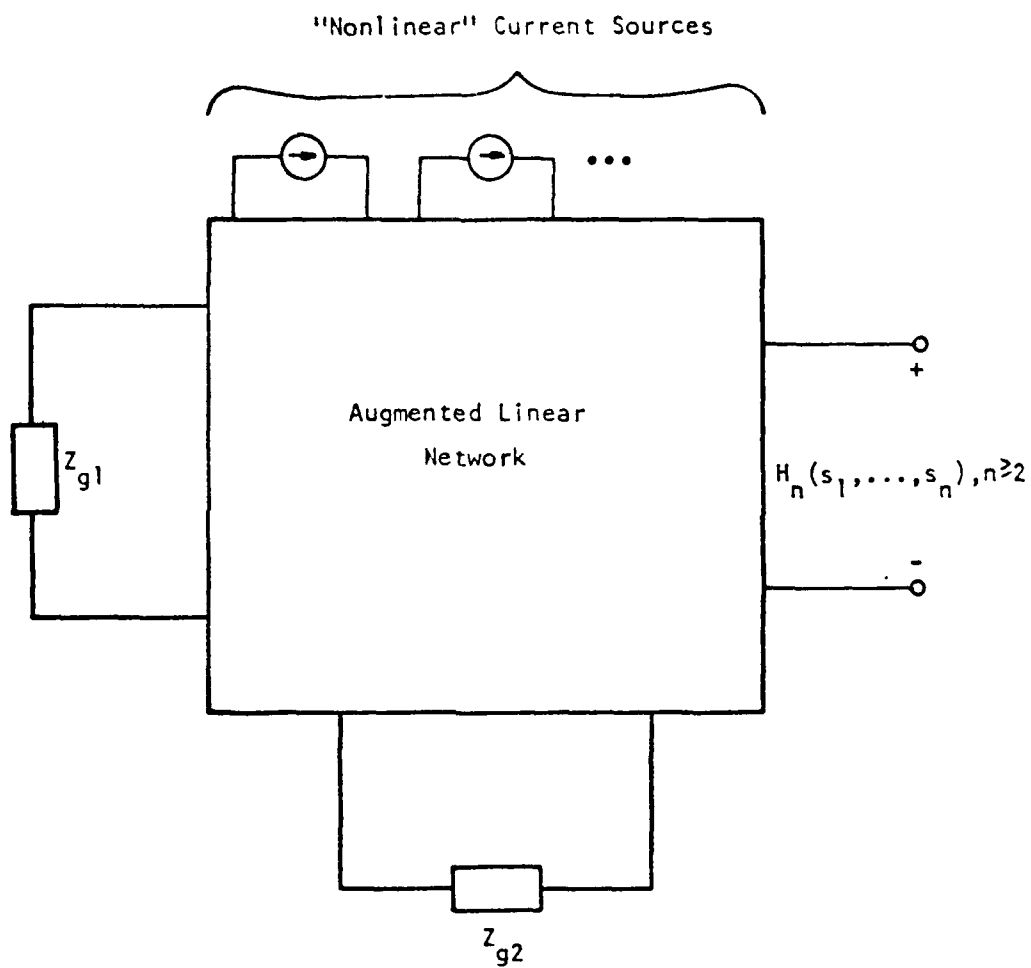 "Nonlinear" Current Sources
•••
Augmented Linear
Network
Z_g1
+
H_n(s_1,...,s_n),n≥2
-
Z_g2